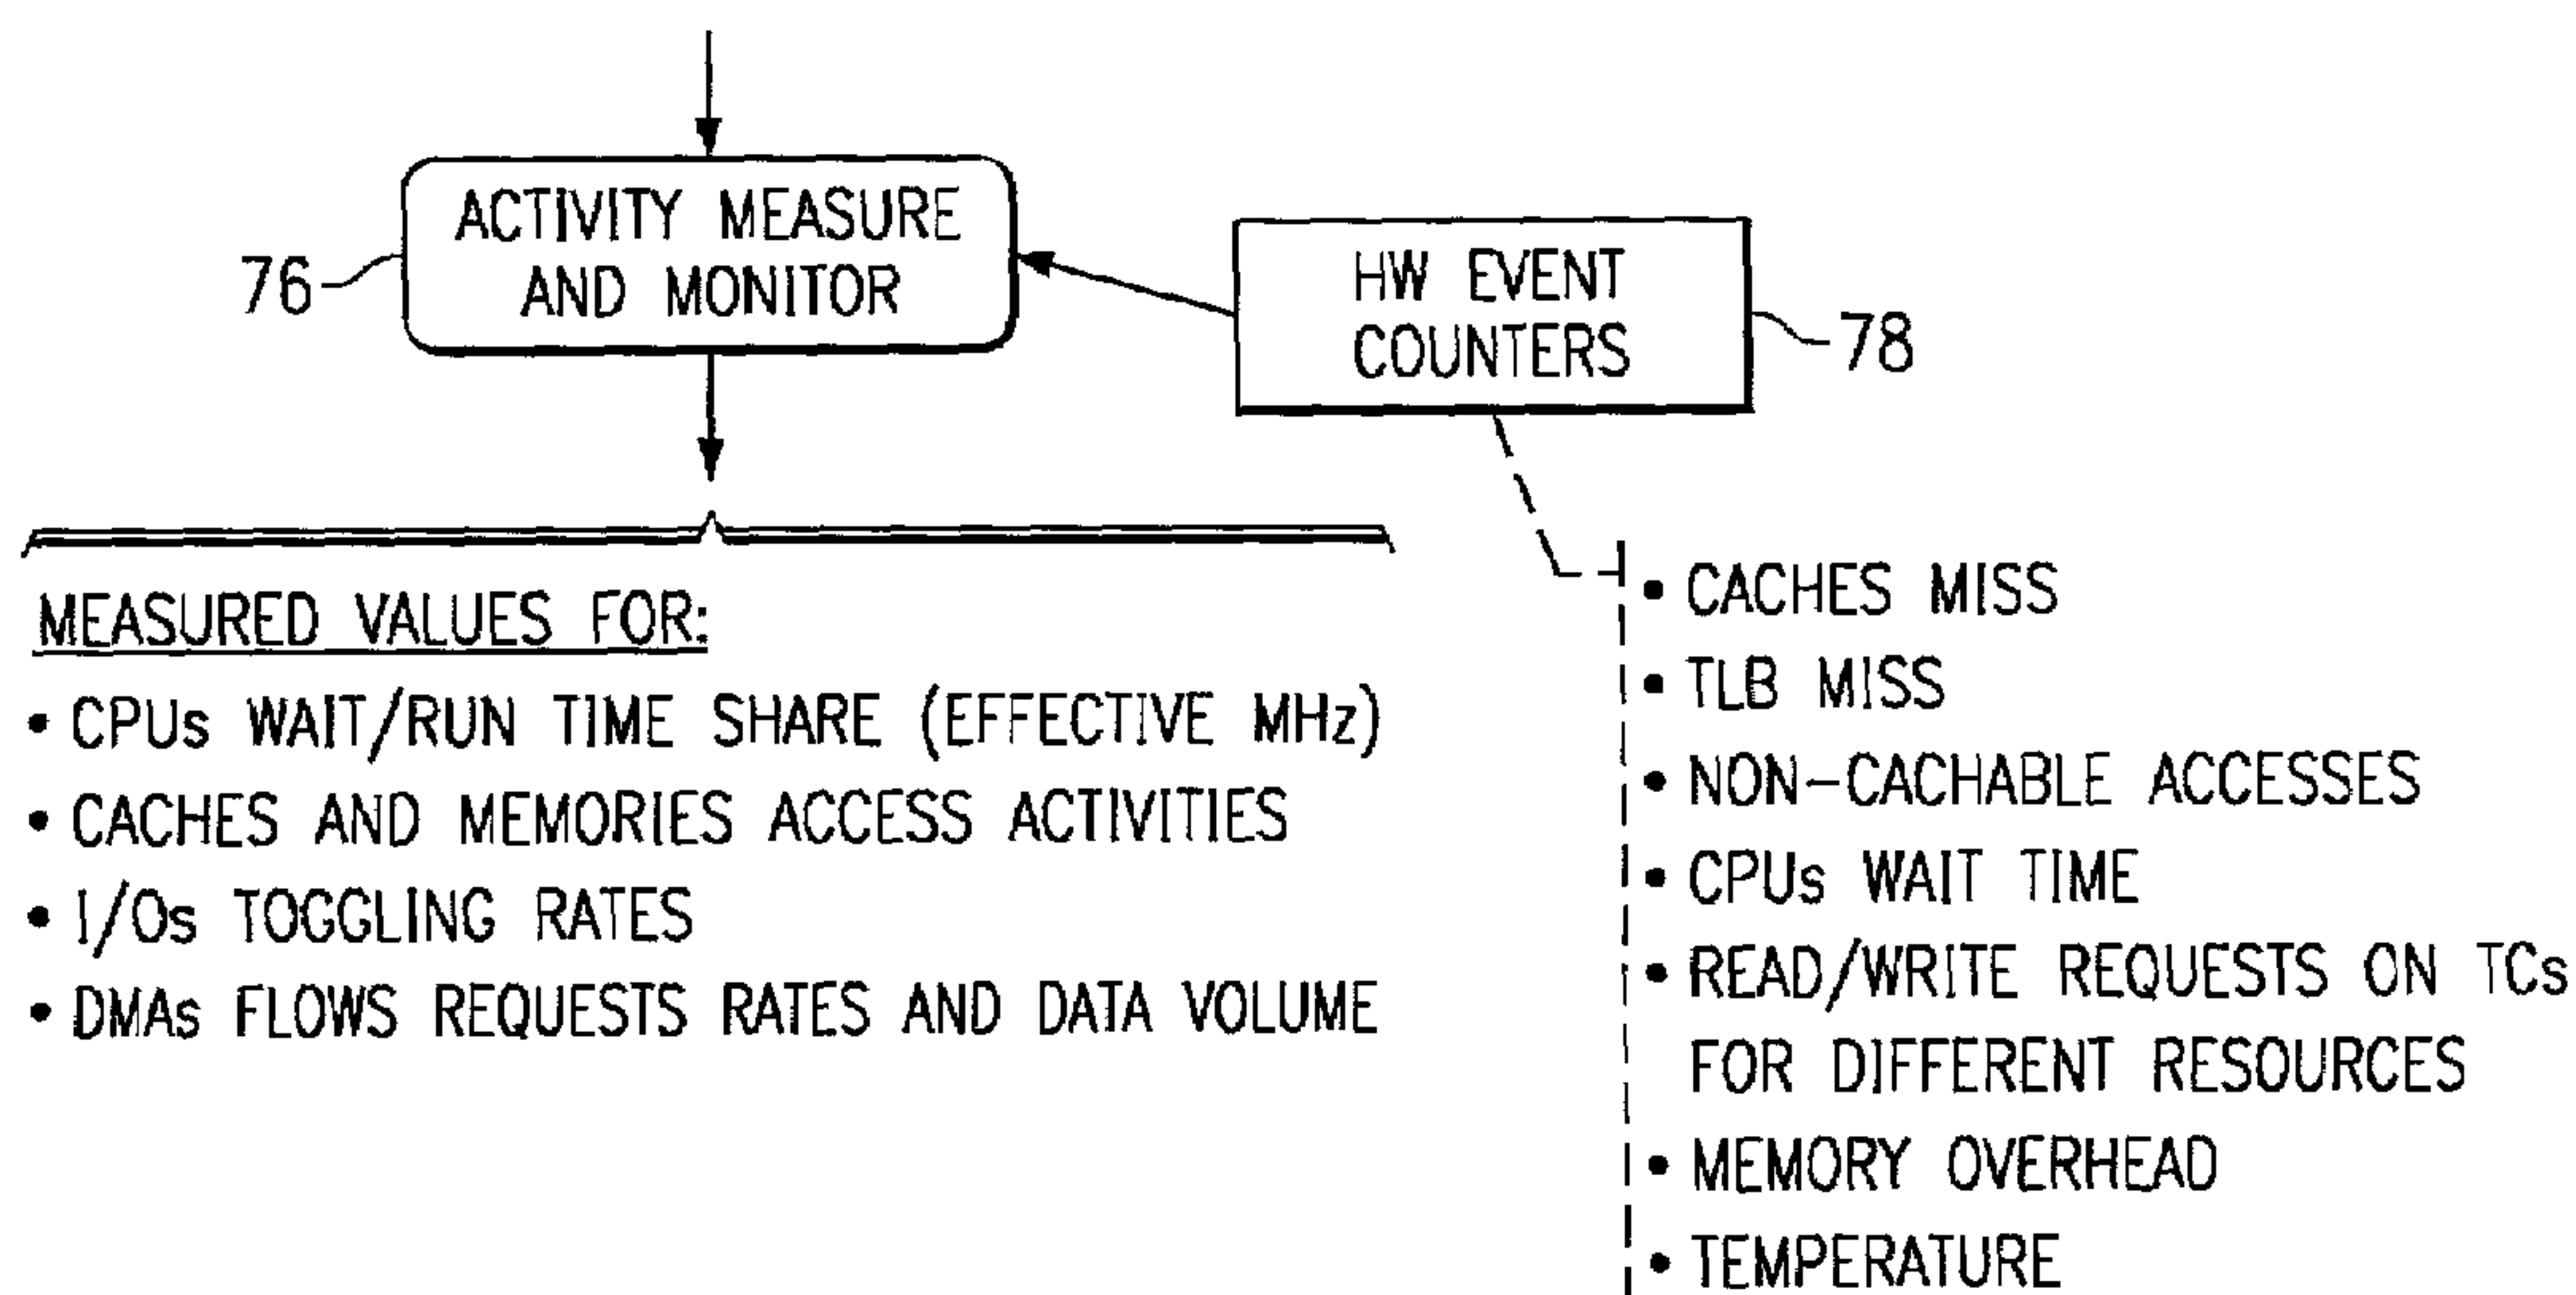 ACTIVITY MEASURE
AND MONITOR
76
HW EVENT
COUNTERS
78
MEASURED VALUES FOR:
• CPUs WAIT/RUN TIME SHARE (EFFECTIVE MHz)
• CACHES AND MEMORIES ACCESS ACTIVITIES
• I/Os TOGGLING RATES
• DMAs FLOWS REQUESTS RATES AND DATA VOLUME
• CACHES MISS
• TLB MISS
• NON-CACHABLE ACCESSES
• CPUs WAIT TIME
• READ/WRITE REQUESTS ON TCs
FOR DIFFERENT RESOURCES
• MEMORY OVERHEAD
• TEMPERATURE